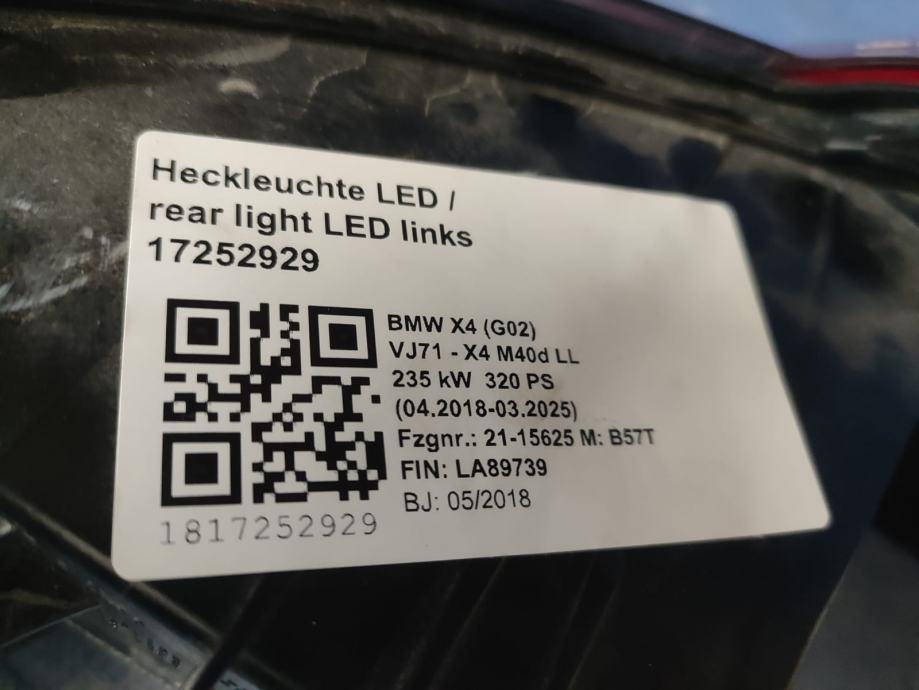 Heckleuchte LED /
rear light LED links
17252929
BMW X4 (G02)
VJ71 - X4 M40d LL
235 kW 320 PS
(04.2018-03.2025)
Fzgnr.: 21-15625 M: B57T
FIN: LA89739
BJ: 05/2018
1817252929